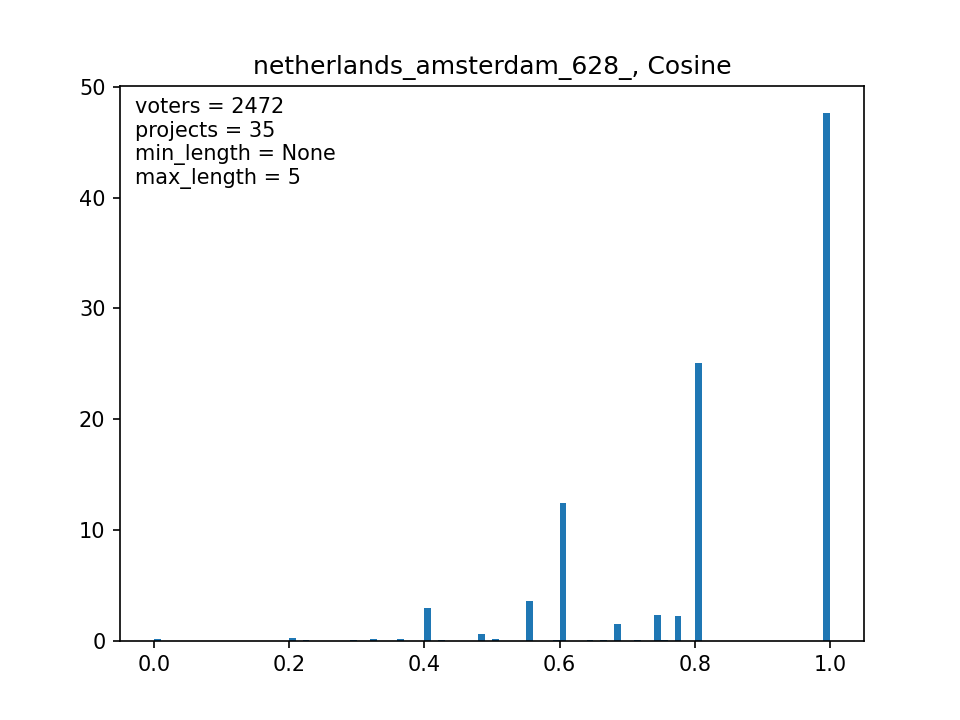 netherlands_amsterdam_628_, Cosine
voters = 2472
projects = 35
min_length = None
max_length = 5
50
40
30
20
10
0
0.0 0.2 0.4 0.6 0.8 1.0